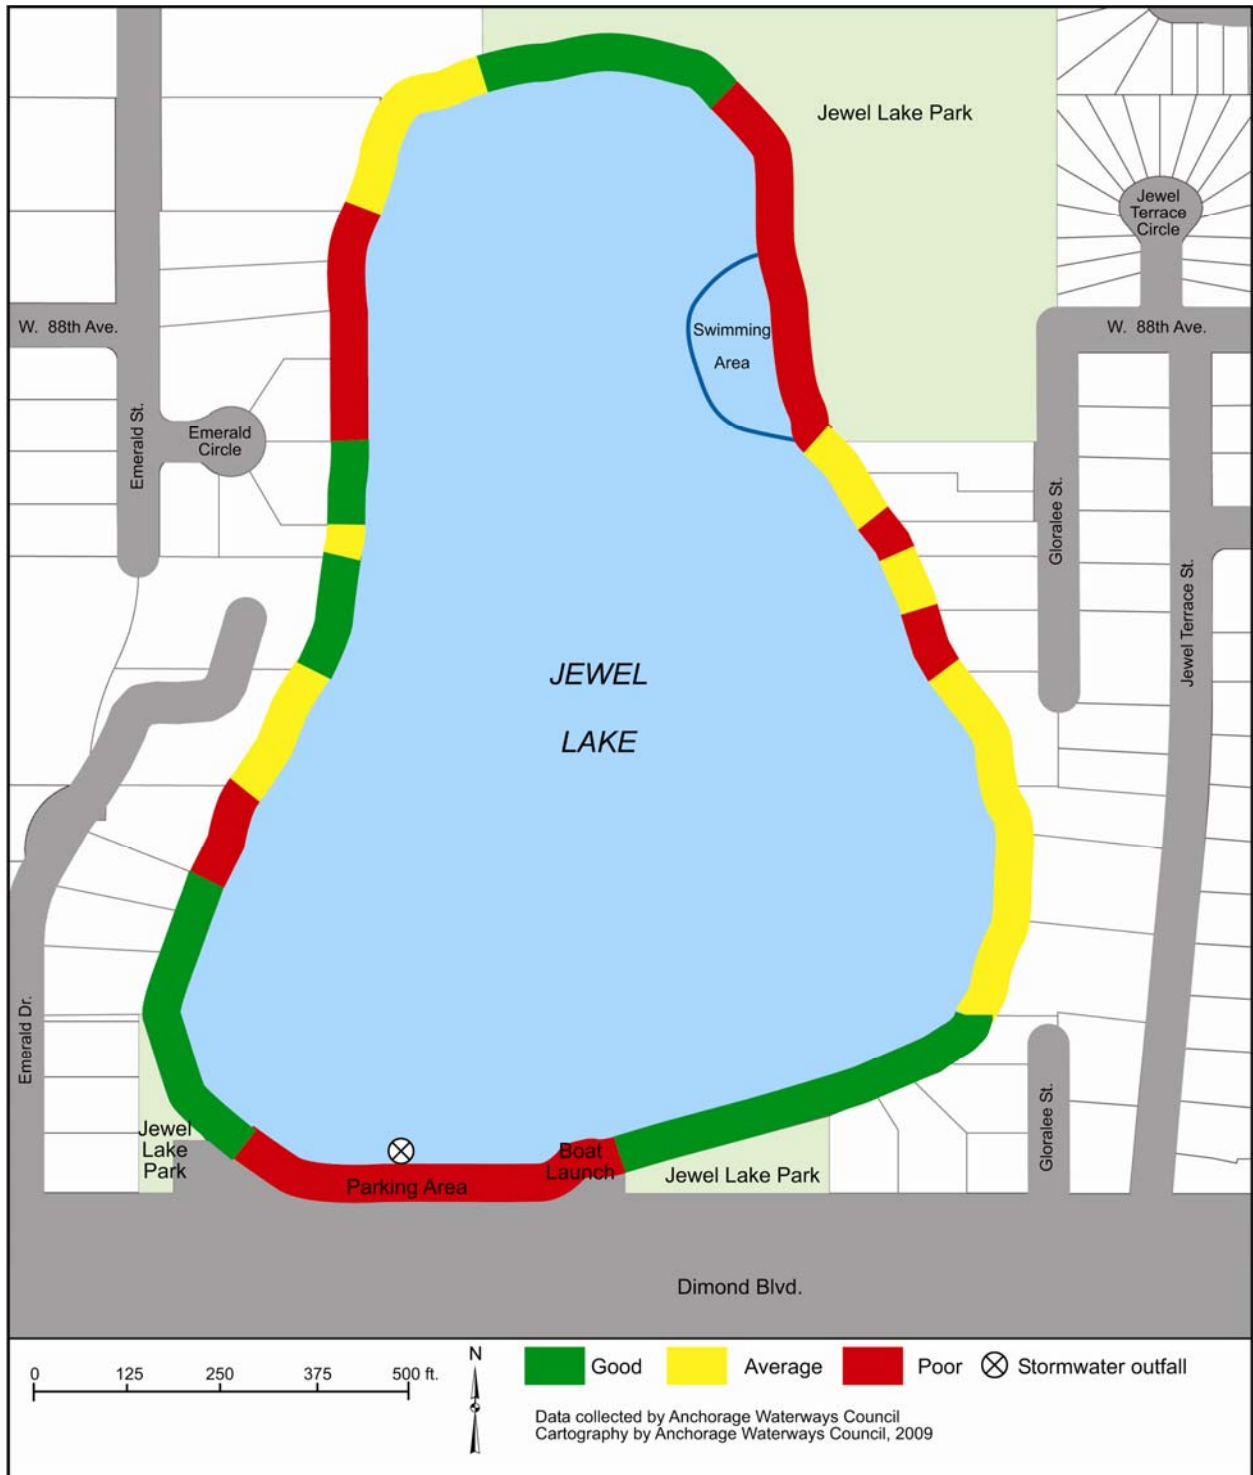 Jewel Lake Park
Jewel
Terrace
Circle
W. 88th Ave.
W. 88th Ave.
Swimming
Area
Emerald St.
Emerald
Circle
Gloralee St.
Jewel Terrace St.
JEWEL
LAKE
Emerald Dr.
Jewel
Lake
Park
Boat
Launch
Parking Area
Jewel Lake Park
Gloralee St.
Dimond Blvd.
0 125 250 375 500 ft.
N
Good
Average
Poor
Stormwater outfall
Data collected by Anchorage Waterways Council
Cartography by Anchorage Waterways Council, 2009